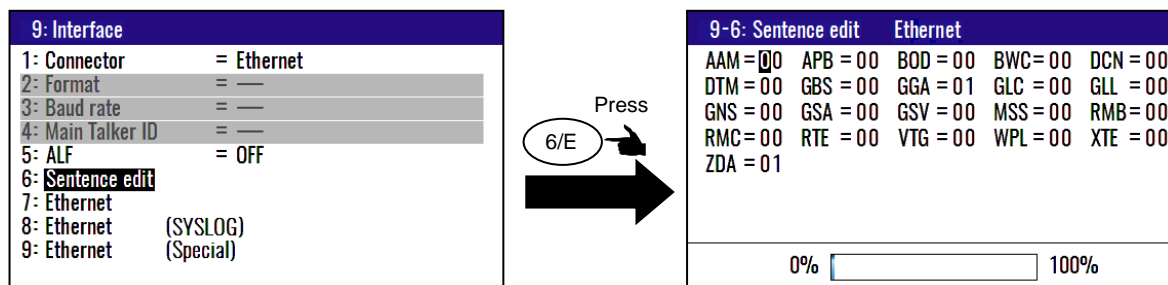 9: Interface
1: Connector = Ethernet
2: Format = —
3: Baud rate = —
4: Main Talker ID = —
5: ALF = OFF
6: Sentence edit
7: Ethernet
8: Ethernet (SYSLOG)
9: Ethernet (Special)
Press
6/E
9-6: Sentence edit Ethernet
AAM = 00 APB = 00 BOD = 00 BWC = 00 DCN = 00
DTM = 00 GBS = 00 GGA = 01 GLC = 00 GLL = 00
GNS = 00 GSA = 00 GSV = 00 MSS = 00 RMB = 00
RMC = 00 RTE = 00 VTG = 00 WPL = 00 XTE = 00
ZDA = 01
0% 100%